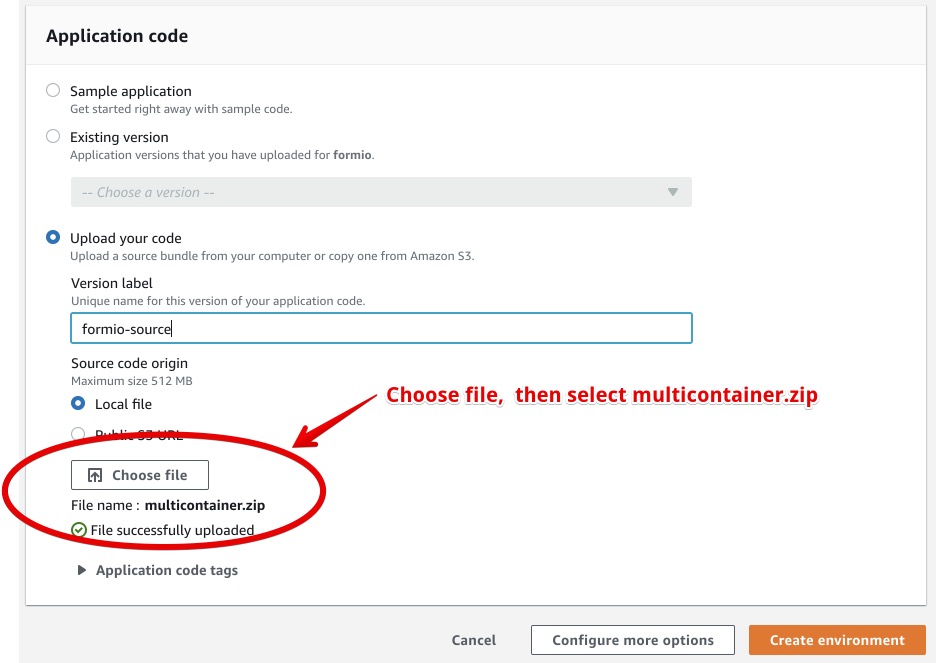 Application code
Sample application
Get started right away with sample code.
Existing version
Application versions that you have uploaded for formio.
-- Choose a version --
Upload your code
Upload a source bundle from your computer or copy one from Amazon S3.
Version label
Unique name for this version of your application code.
formio-source
Source code origin
Maximum size 512 MB
Choose file, then select multicontainer.zip
Local file
Public S3 URL
Choose file
File name : multicontainer.zip
File successfully uploaded
Application code tags
Cancel
Configure more options
Create environment